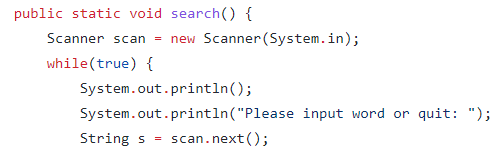 public static void search() {
    Scanner scan = new Scanner(System.in);
    while(true) {
        System.out.println();
        System.out.println("Please input word or quit: ");
        String s = scan.next();